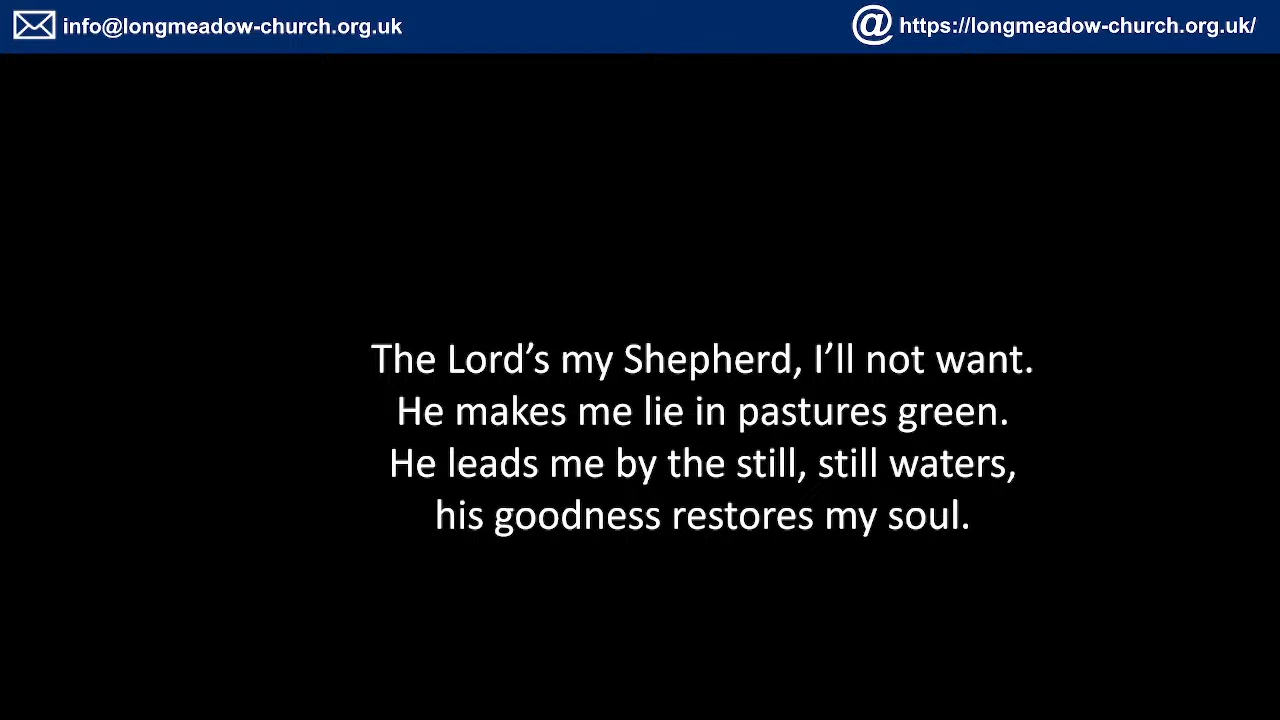 info@longmeadow-church.org.uk
https://longmeadow-church.org.uk/
The Lord’s my Shepherd, I’ll not want.
He makes me lie in pastures green.
He leads me by the still, still waters,
his goodness restores my soul.